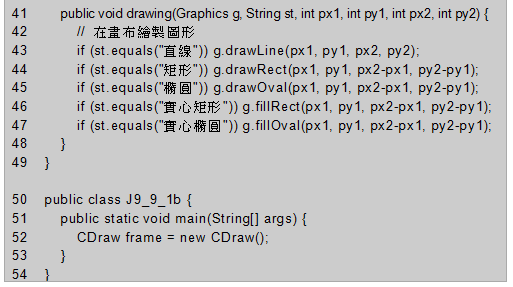 41 public void drawing(Graphics g, String st, int px1, int py1, int px2, int py2) {
42 // 在畫布繪製圖形
43 if (st.equals("直線")) g.drawLine(px1, py1, px2, py2);
44 if (st.equals("矩形")) g.drawRect(px1, py1, px2-px1, py2-py1);
45 if (st.equals("橢圓")) g.drawOval(px1, py1, px2-px1, py2-py1);
46 if (st.equals("實心矩形")) g.fillRect(px1, py1, px2-px1, py2-py1);
47 if (st.equals("實心橢圓")) g.fillOval(px1, py1, px2-px1, py2-py1);
48 }
49 }
50 public class J9_9_1b {
51 public static void main(String[] args) {
52 CDraw frame = new CDraw();
53 }
54 }